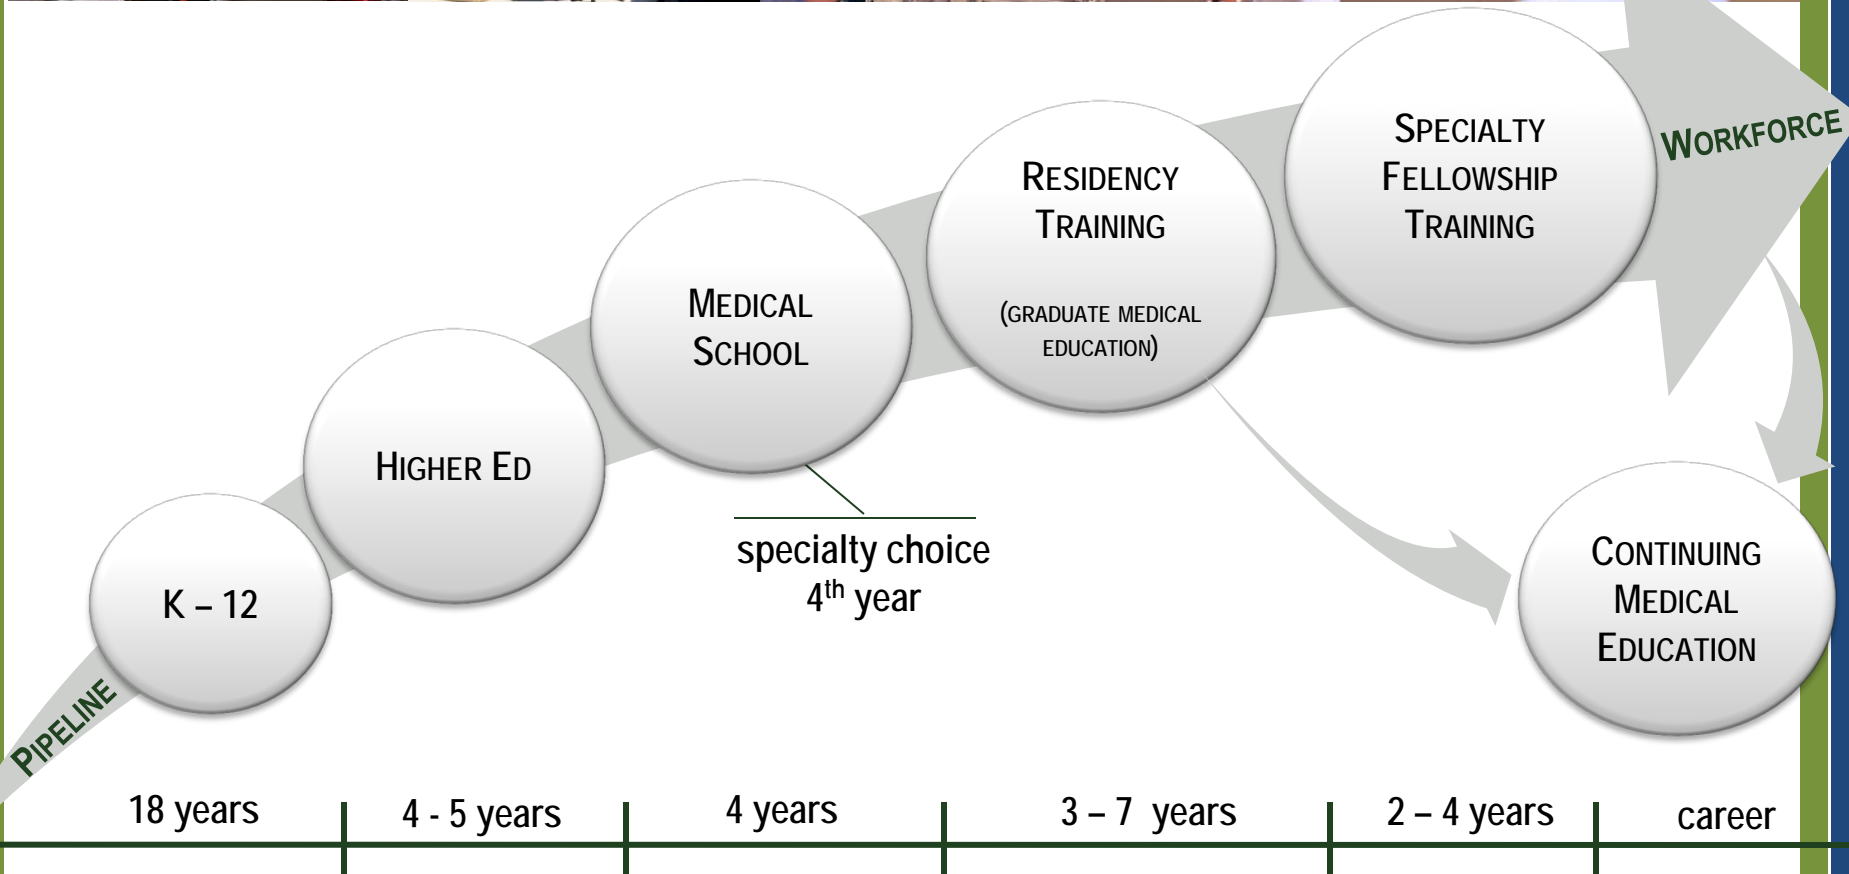 PIPELINE
K – 12
HIGHER ED
MEDICAL
SCHOOL
specialty choice
4th year
RESIDENCY
TRAINING
(GRADUATE MEDICAL
EDUCATION)
SPECIALTY
FELLOWSHIP
TRAINING
WORKFORCE
CONTINUING
MEDICAL
EDUCATION
18 years
4 - 5 years
4 years
3 – 7 years
2 – 4 years
career